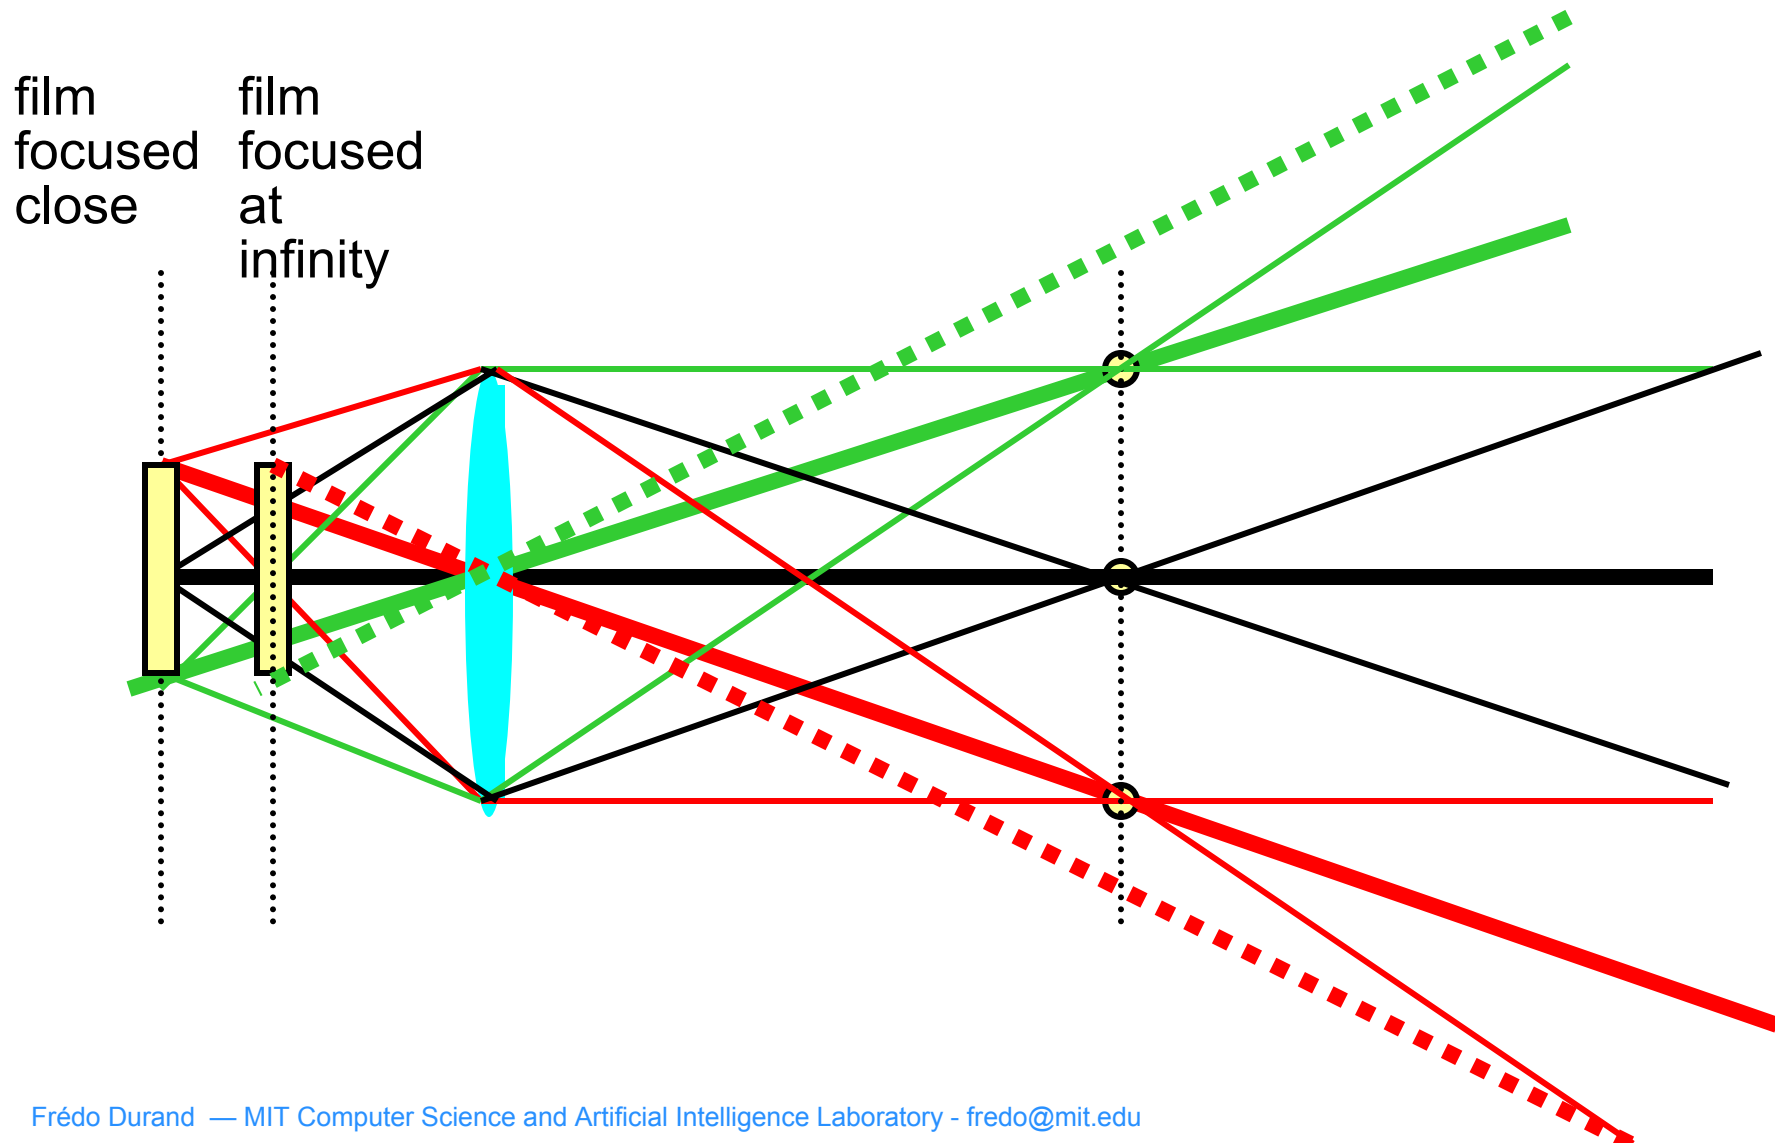 film
focused
close
film
focused
at
infinity
Frédo Durand — MIT Computer Science and Artificial Intelligence Laboratory - fredo@mit.edu